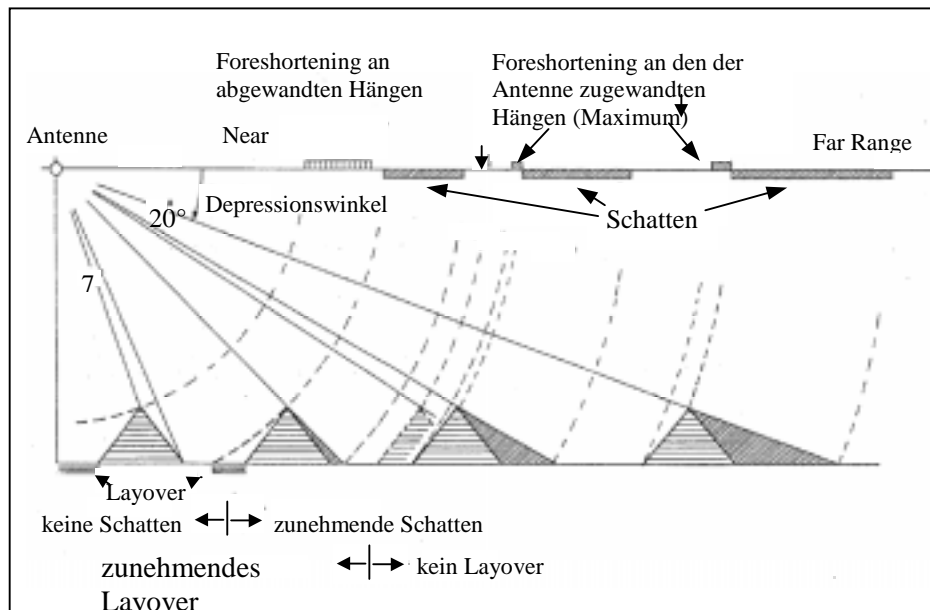 Foreshortening an
abgewandten Hängen
Foreshortening an den der
Antenne zugewandten
Hängen (Maximum)
Antenne
Near
Far Range
20°
Depressionswinkel
Schatten
7
Layover
keine Schatten
zunehmende Schatten
zunehmendes
Layover
kein Layover